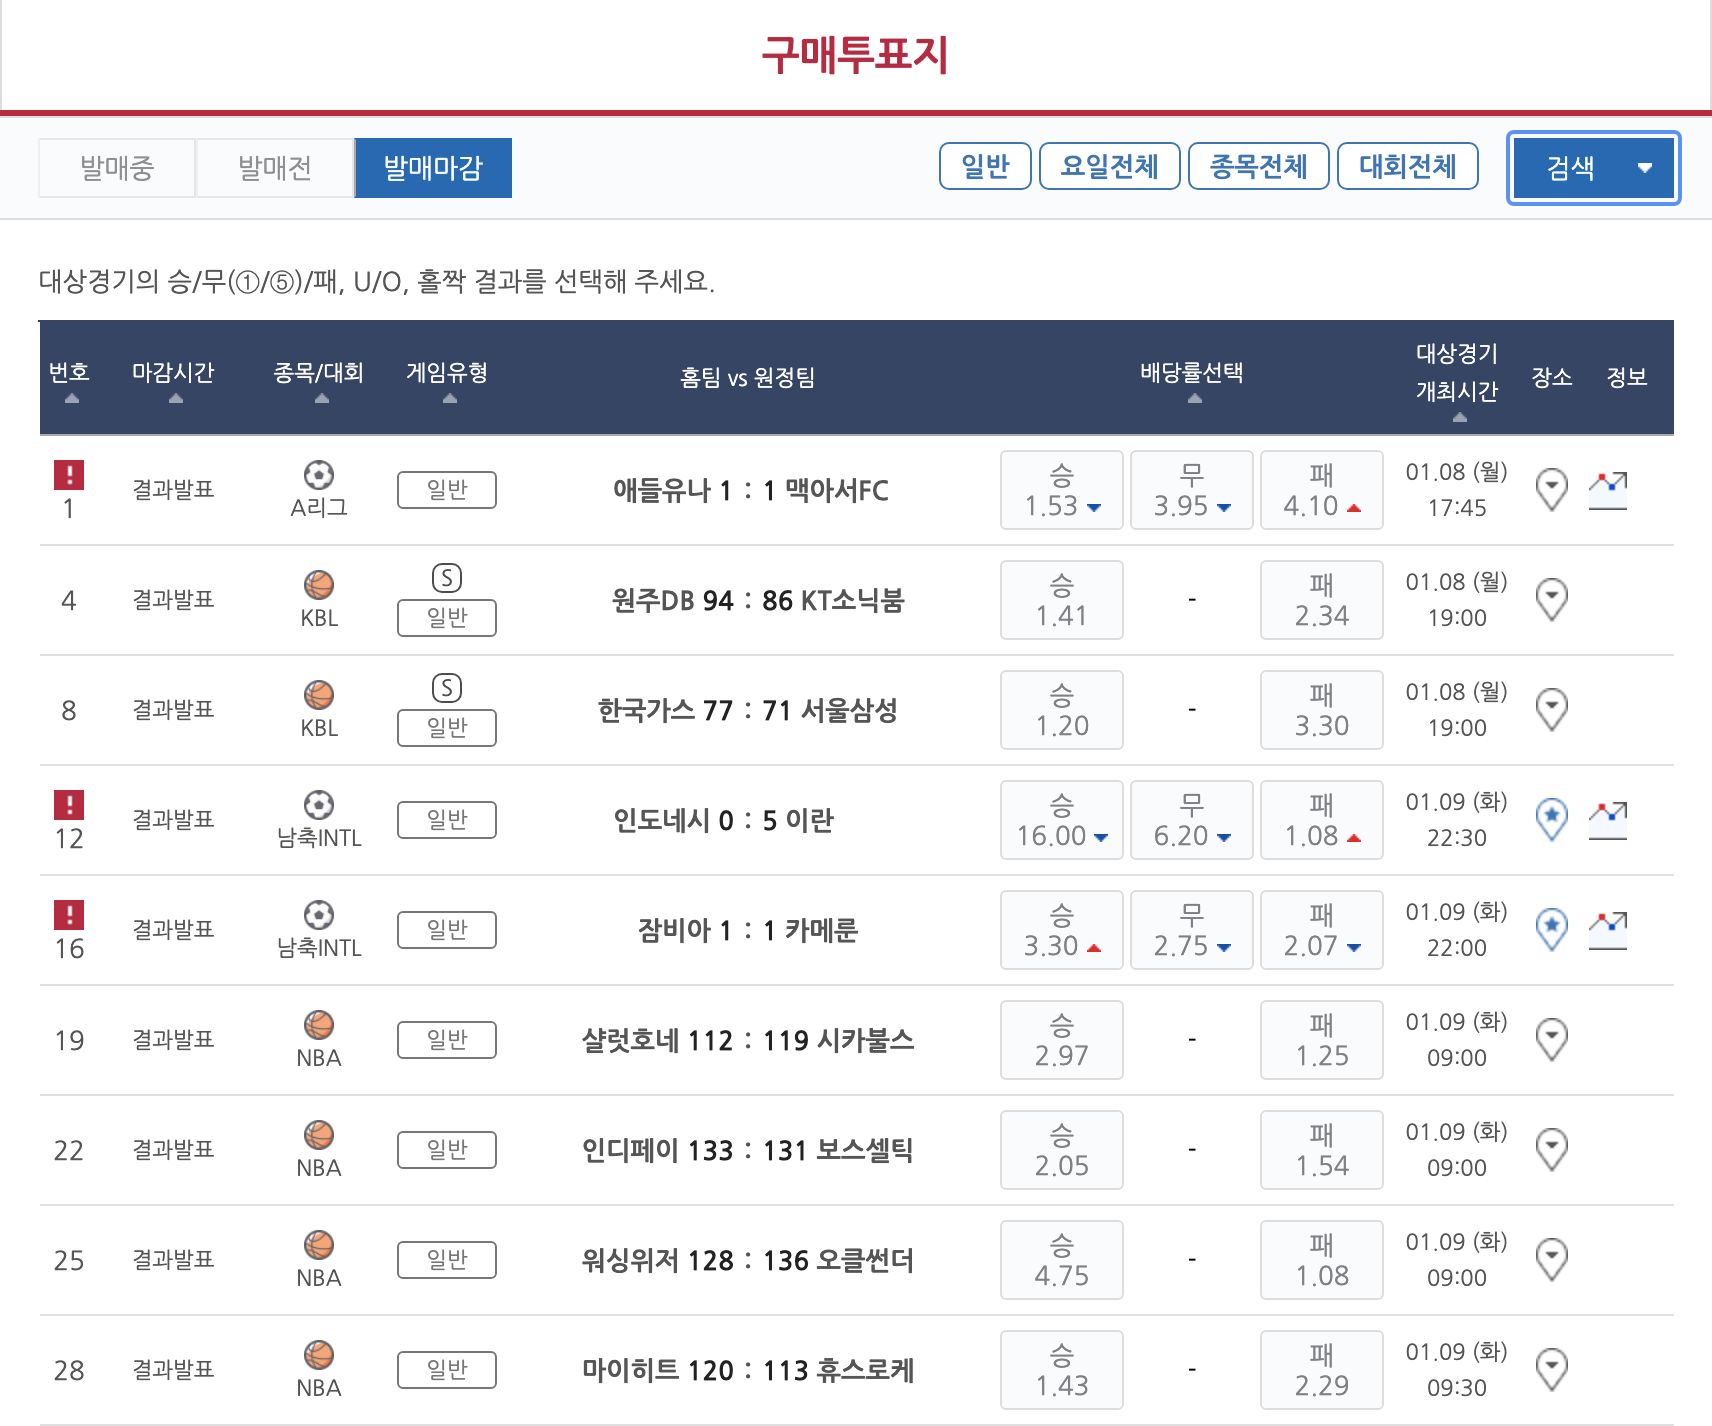 구매투표지
발매중 발매전 발매마감 일반 요일전체 종목전체 대회전체 검색
대상경기의 승/무(①/⑤)/패, U/O, 홀짝 결과를 선택해 주세요.
번호 마감시간 종목/대회 게임유형 홈팀 vs 원정팀 배당률선택 대상경기 개최시간 장소 정보
! 1 결과발표 A리그 일반 애들유나 1 : 1 맥아서FC 승 1.53 무 3.95 패 4.10 01.08 (월) 17:45
4 결과발표 KBL S 일반 원주DB 94 : 86 KT소닉붐 승 1.41 - 패 2.34 01.08 (월) 19:00
8 결과발표 KBL S 일반 한국가스 77 : 71 서울삼성 승 1.20 - 패 3.30 01.08 (월) 19:00
! 12 결과발표 남축INTL 일반 인도네시 0 : 5 이란 승 16.00 무 6.20 패 1.08 01.09 (화) 22:30
! 16 결과발표 남축INTL 일반 잠비아 1 : 1 카메룬 승 3.30 무 2.75 패 2.07 01.09 (화) 22:00
19 결과발표 NBA 일반 샬럿호네 112 : 119 시카불스 승 2.97 - 패 1.25 01.09 (화) 09:00
22 결과발표 NBA 일반 인디페이 133 : 131 보스셀틱 승 2.05 - 패 1.54 01.09 (화) 09:00
25 결과발표 NBA 일반 워싱위저 128 : 136 오클썬더 승 4.75 - 패 1.08 01.09 (화) 09:00
28 결과발표 NBA 일반 마이히트 120 : 113 휴스로케 승 1.43 - 패 2.29 01.09 (화) 09:30